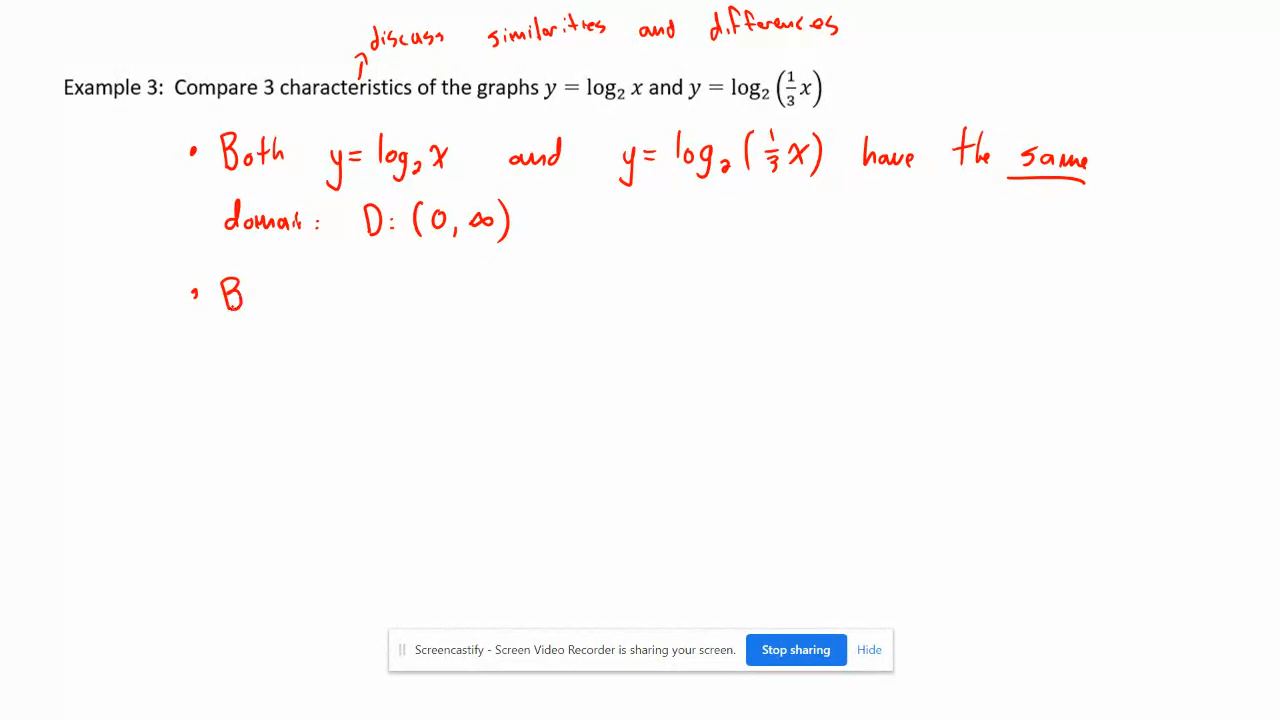 discuss similarities and differences
Example 3: Compare 3 characteristics of the graphs y = log₂ x and y = log₂ (1/3 x)
• Both y = log₂ x and y = log₂ (1/3 x) have the same
domain: D: (0, ∞)
• B
Screencastify - Screen Video Recorder is sharing your screen. Stop sharing Hide